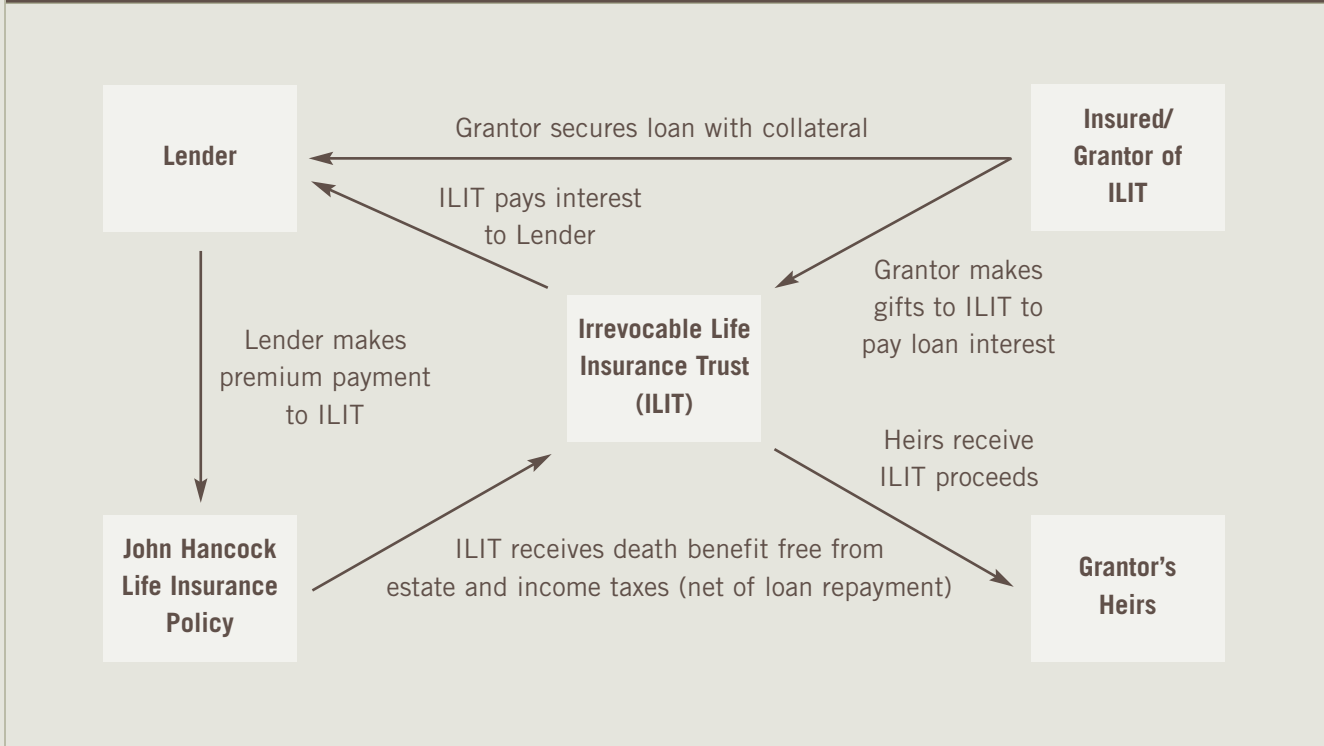 Grantor secures loan with collateral
Lender
Insured/
Grantor of
ILIT
ILIT pays interest
to Lender
Grantor makes
gifts to ILIT to
pay loan interest
Irrevocable Life
Insurance Trust
(ILIT)
Lender makes
premium payment
to ILIT
Heirs receive
ILIT proceeds
John Hancock
Life Insurance
Policy
ILIT receives death benefit free from
estate and income taxes (net of loan repayment)
Grantor’s
Heirs